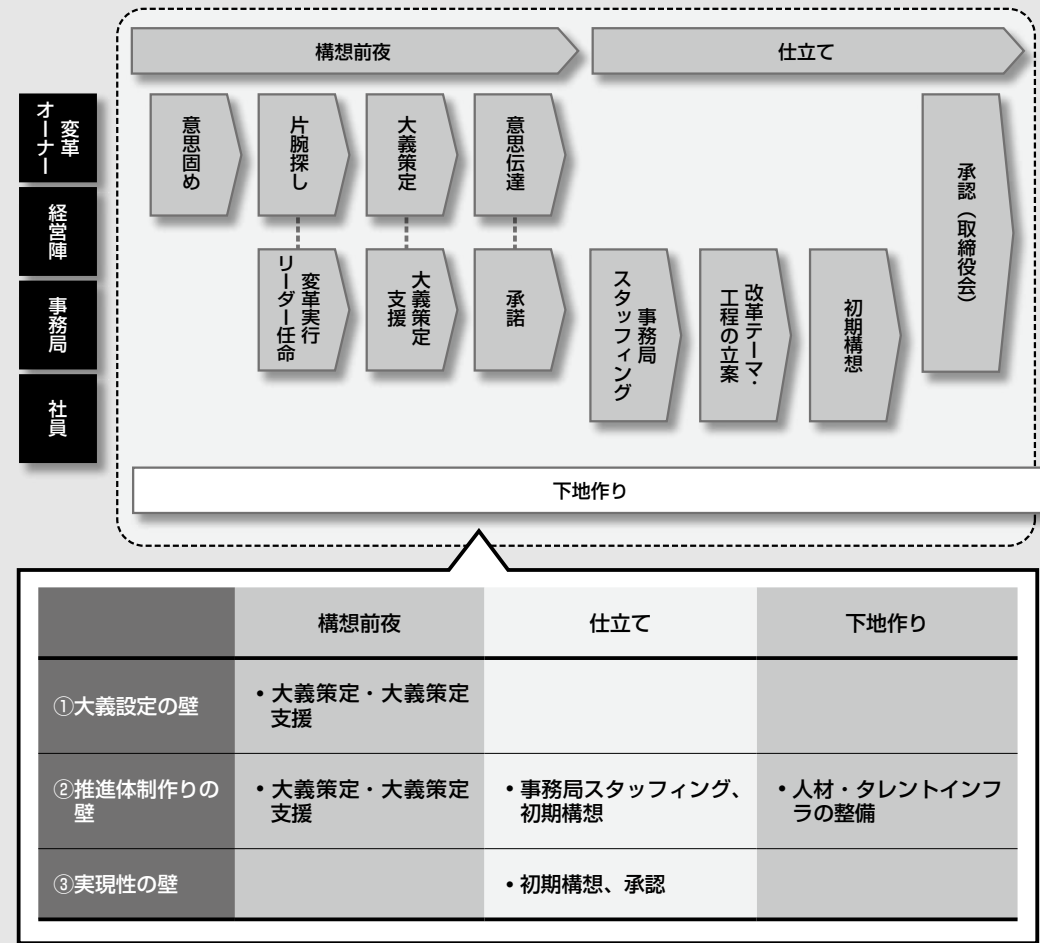 構想前夜
仕立て
変革
オーナー
経営陣
事務局
社員
意思固め
片腕探し
大義策定
意思伝達
承認（取締役会）
変革実行
リーダー任命
大義策定
支援
承諾
事務局
スタッフィング
改革テーマ・
工程の立案
初期構想
下地作り
構想前夜
仕立て
下地作り
①大義設定の壁
・大義策定・大義策定
支援
②推進体制作りの
壁
・大義策定・大義策定
支援
・事務局スタッフィング、
初期構想
・人材・タレントインフ
ラの整備
③実現性の壁
・初期構想、承認